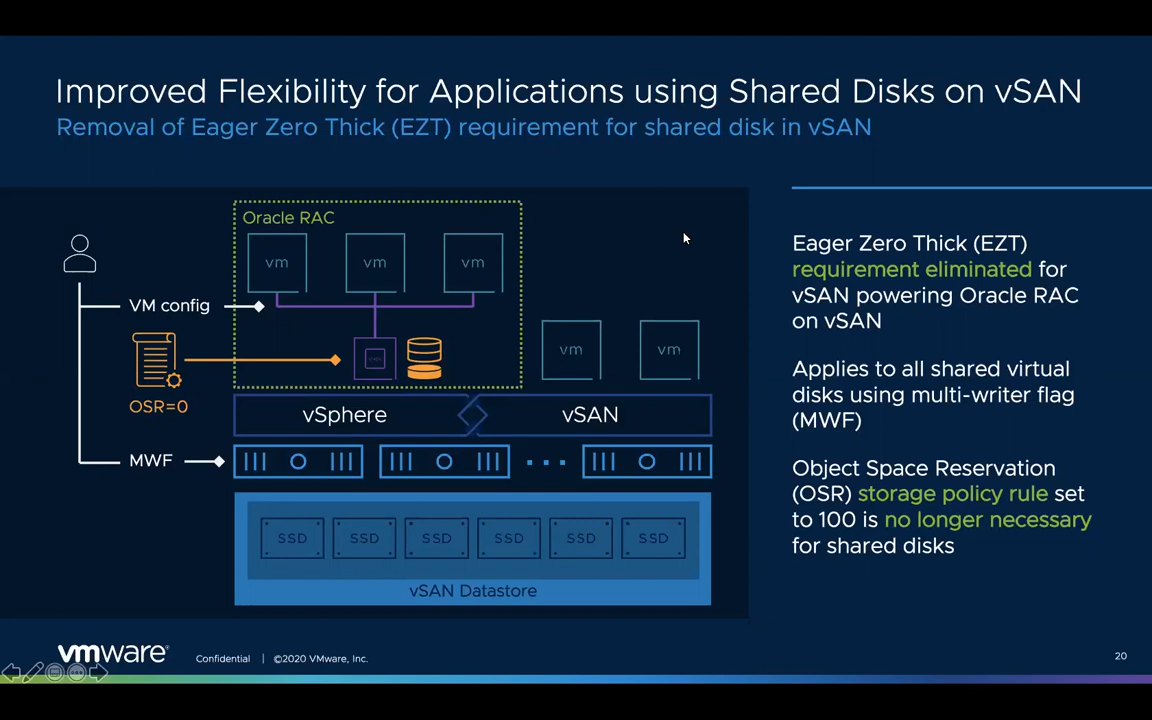 Improved Flexibility for Applications using Shared Disks on vSAN
Removal of Eager Zero Thick (EZT) requirement for shared disk in vSAN
Oracle RAC
vm
vm
vm
VM config
vm
vm
OSR=0
vSphere
vSAN
MWF
SSD
SSD
SSD
SSD
SSD
SSD
vSAN Datastore
Eager Zero Thick (EZT)
requirement eliminated for
vSAN powering Oracle RAC
on vSAN
Applies to all shared virtual
disks using multi-writer flag
(MWF)
Object Space Reservation
(OSR) storage policy rule set
to 100 is no longer necessary
for shared disks
vmware®
Confidential | ©2020 VMware, Inc.
20